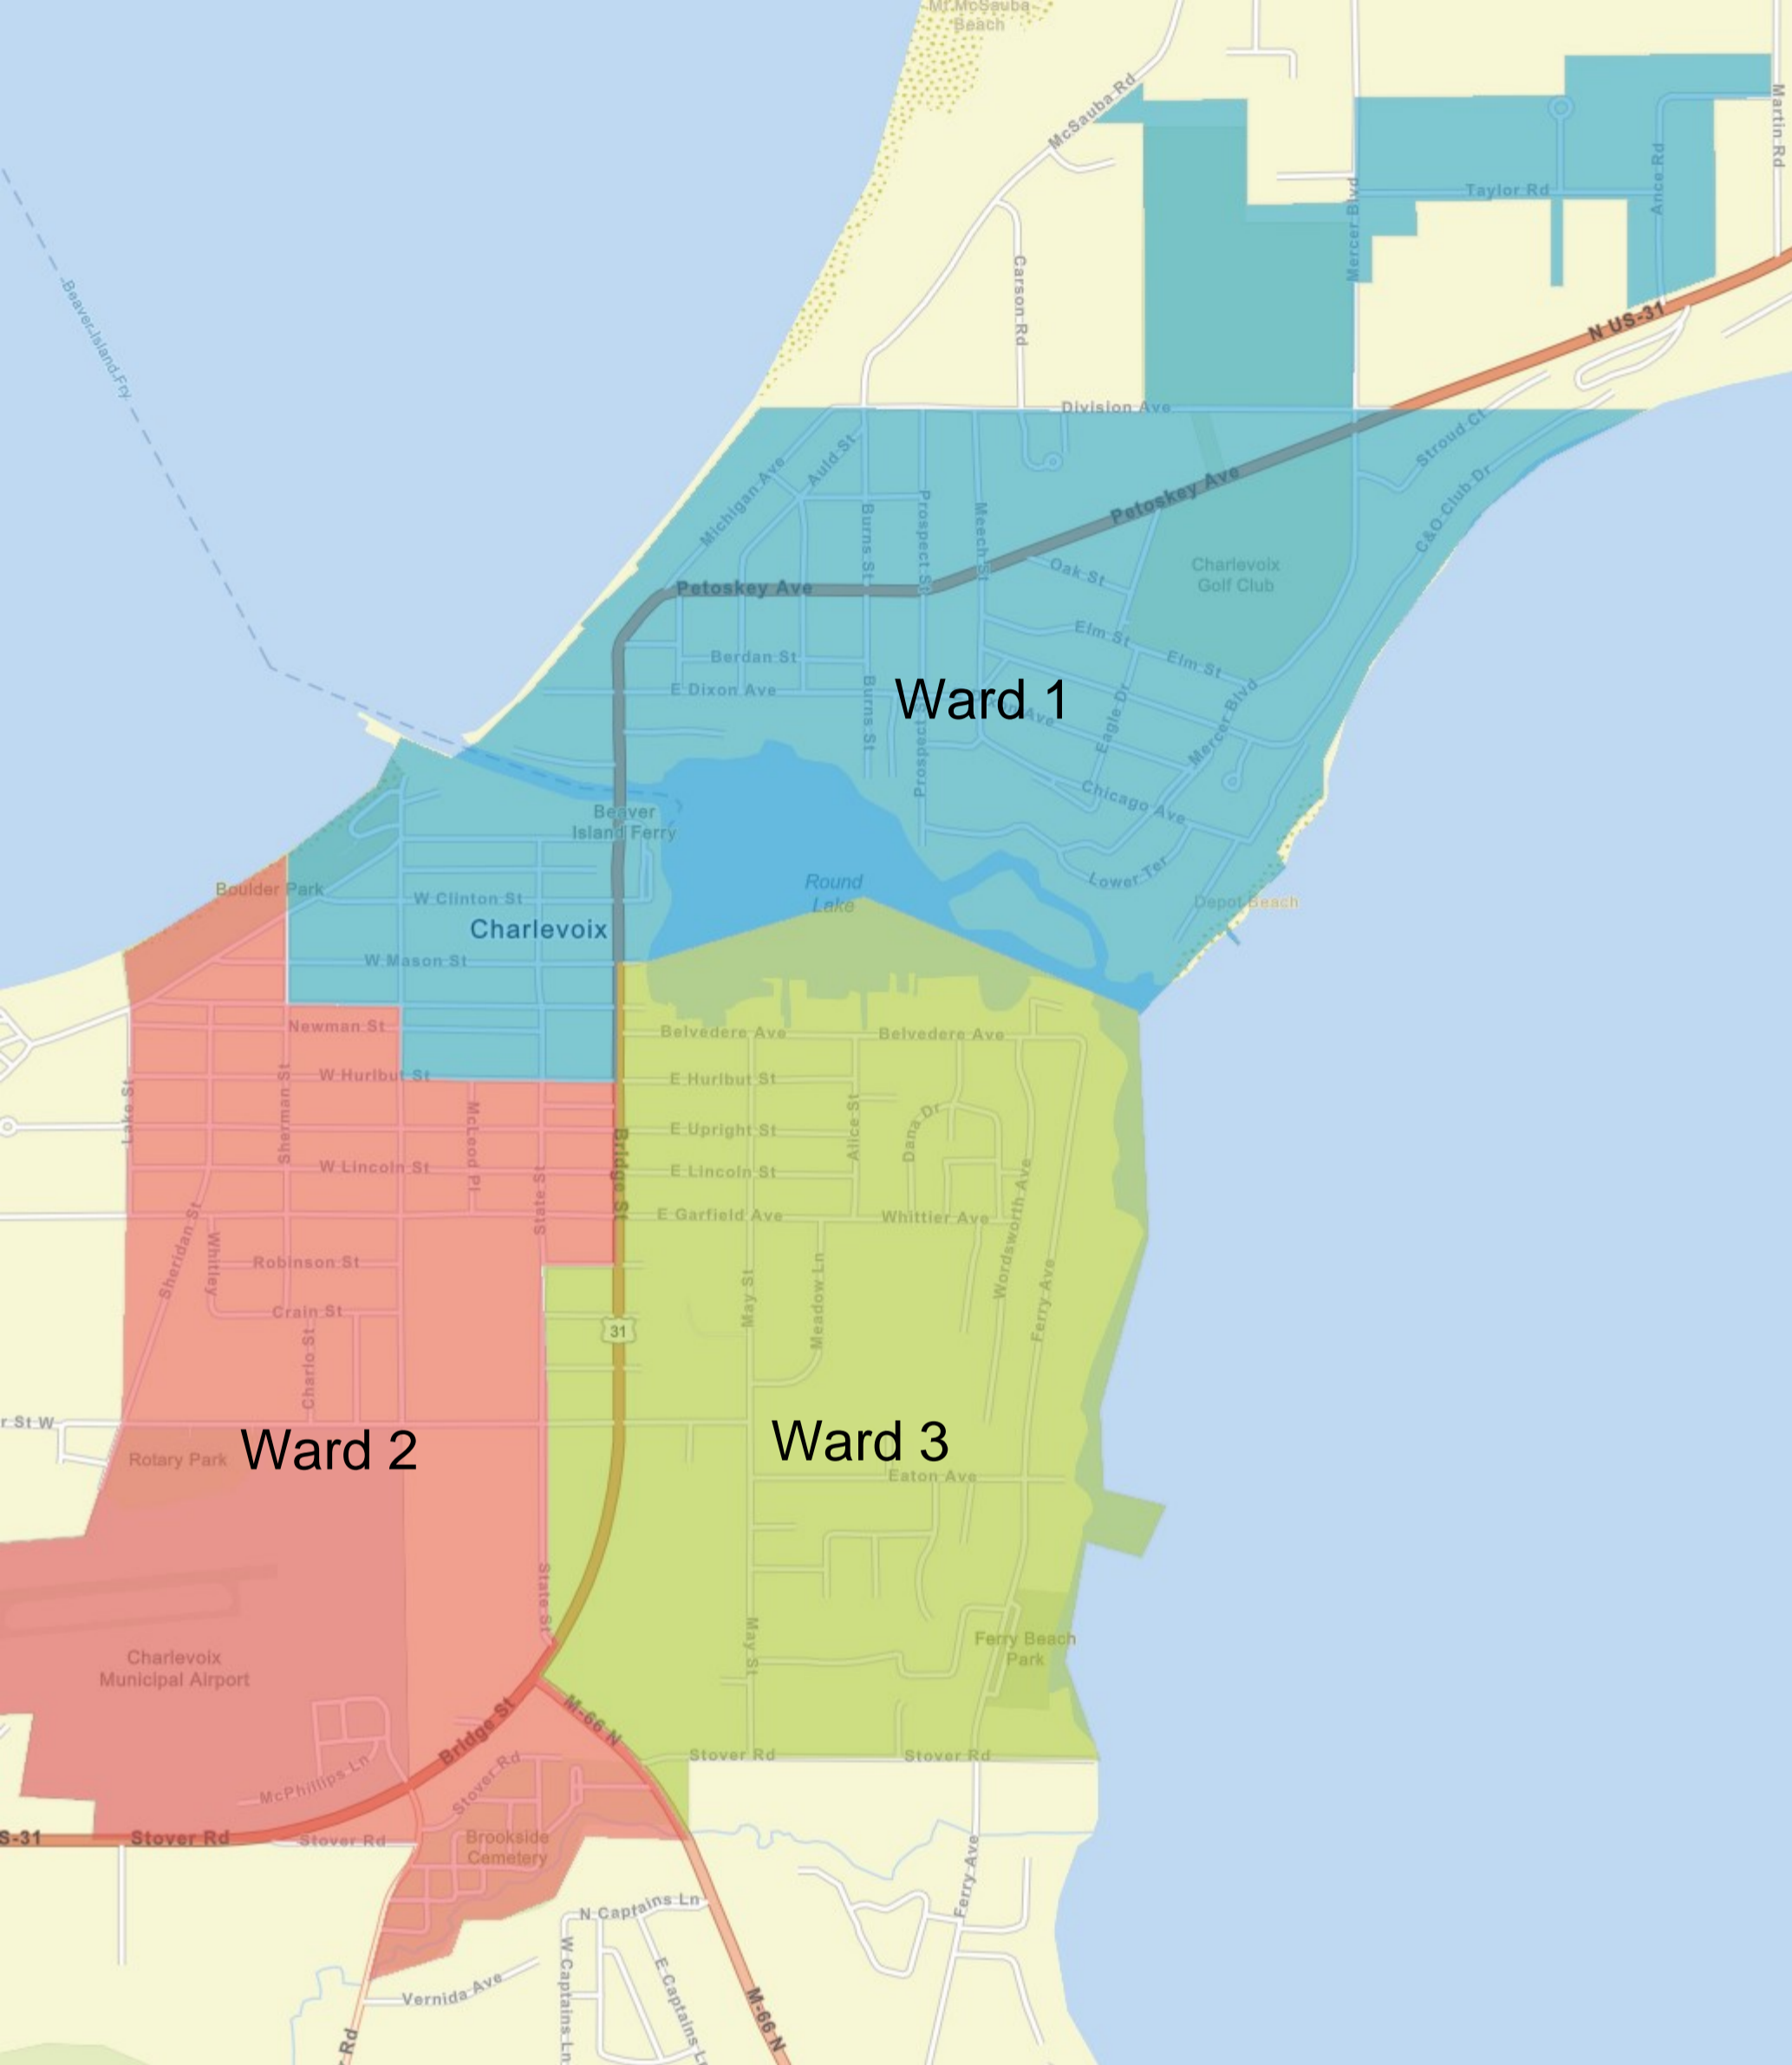 Mt McSauba
Beach
McSauba Rd
Martin Rd
Taylor Rd
Ance Rd
Mercer Blvd
Carson Rd
Beaver Island Fry
N US-31
Division Ave
Stroud Ct
Michigan Ave
Auld St
Petoskey Ave
C&O Club Dr
Burns St
Prospect St
Meech St
Oak St
Charlevoix
Golf Club
Petoskey Ave
Elm St
Elm St
Berdan St
E Dixon Ave
Ward 1
Dixon Ave
Burns St
Prospect St
Eagle Dr
Mercer Blvd
Chicago Ave
Beaver
Island Ferry
Lower Ter
Round
Lake
Boulder Park
W Clinton St
Depot Beach
Charlevoix
W Mason St
Newman St
Belvedere Ave
Belvedere Ave
W Hurlbut St
E Hurlbut St
Lake St
Sherman St
McLeod Pl
Bridge St
E Upright St
Alice St
Dana Dr
W Lincoln St
E Lincoln St
State St
Wordsworth Ave
E Garfield Ave
Whittier Ave
Sheridan St
Whitley
Robinson St
May St
Meadow Ln
Ferry Ave
Crain St
31
Charlo St
r St W
Ward 2
Ward 3
Rotary Park
Eaton Ave
State St
May St
Ferry Beach
Park
Charlevoix
Municipal Airport
M-66 N
Bridge St
Stover Rd
Stover Rd
McPhillips Ln
Stover Rd
S-31
Stover Rd
Stover Rd
Brookside
Cemetery
Ferry Ave
N Captains Ln
W Captains Ln
E Captains L
Vernida Ave
M-66 N
r Rd